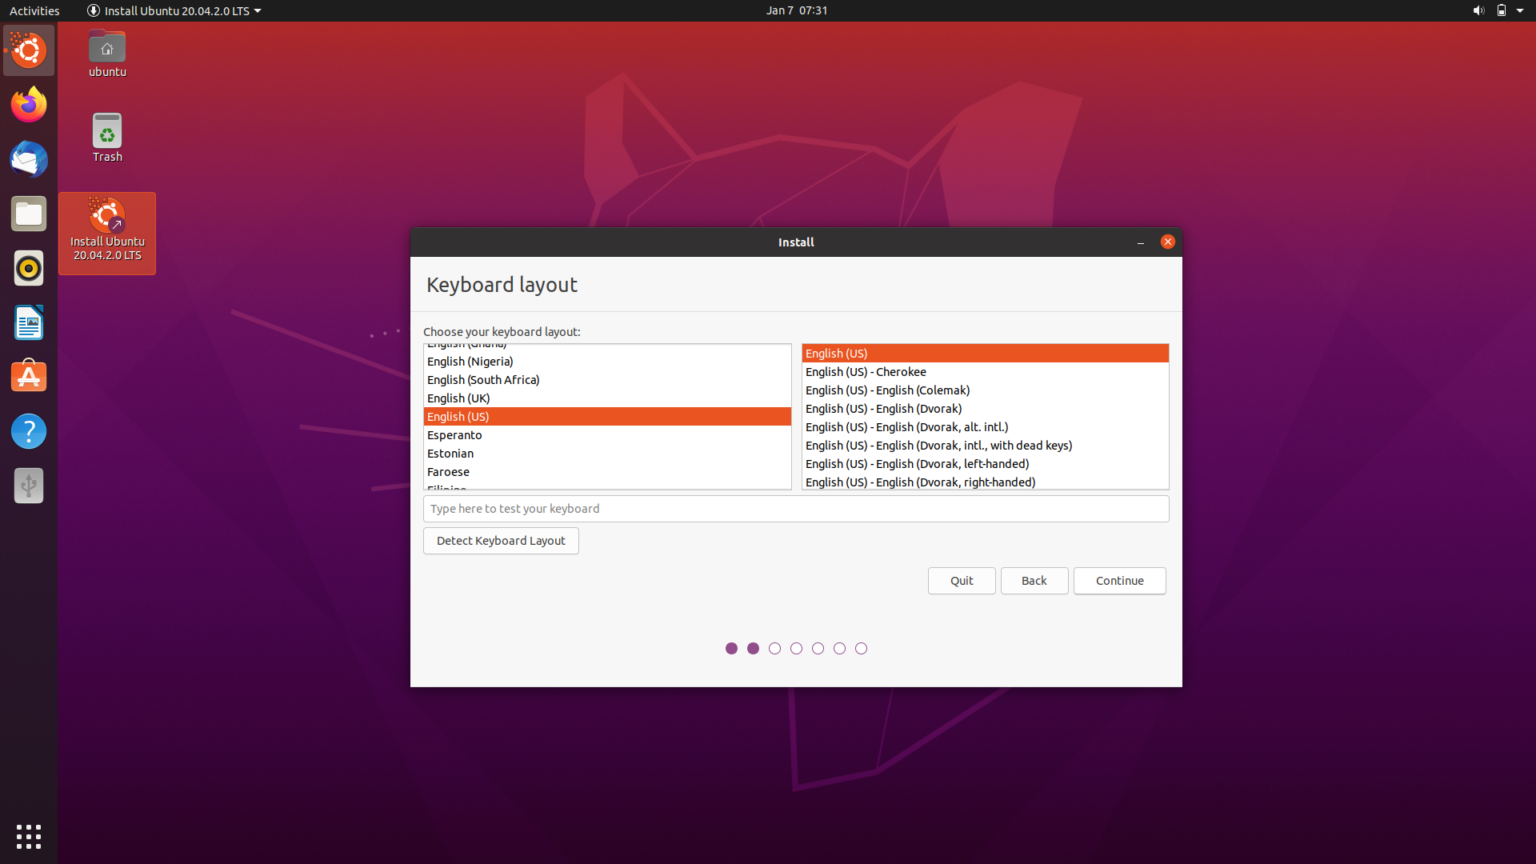 Activities
Install Ubuntu 20.04.2.0 LTS
Jan 7 07:31
ubuntu
Trash
Install Ubuntu
20.04.2.0 LTS
Install
Keyboard layout
Choose your keyboard layout:
English (Ghana)
English (Nigeria)
English (South Africa)
English (UK)
English (US)
Esperanto
Estonian
Faroese
Filipino
English (US)
English (US) - Cherokee
English (US) - English (Colemak)
English (US) - English (Dvorak)
English (US) - English (Dvorak, alt. intl.)
English (US) - English (Dvorak, intl., with dead keys)
English (US) - English (Dvorak, left-handed)
English (US) - English (Dvorak, right-handed)
Type here to test your keyboard
Detect Keyboard Layout
Quit
Back
Continue